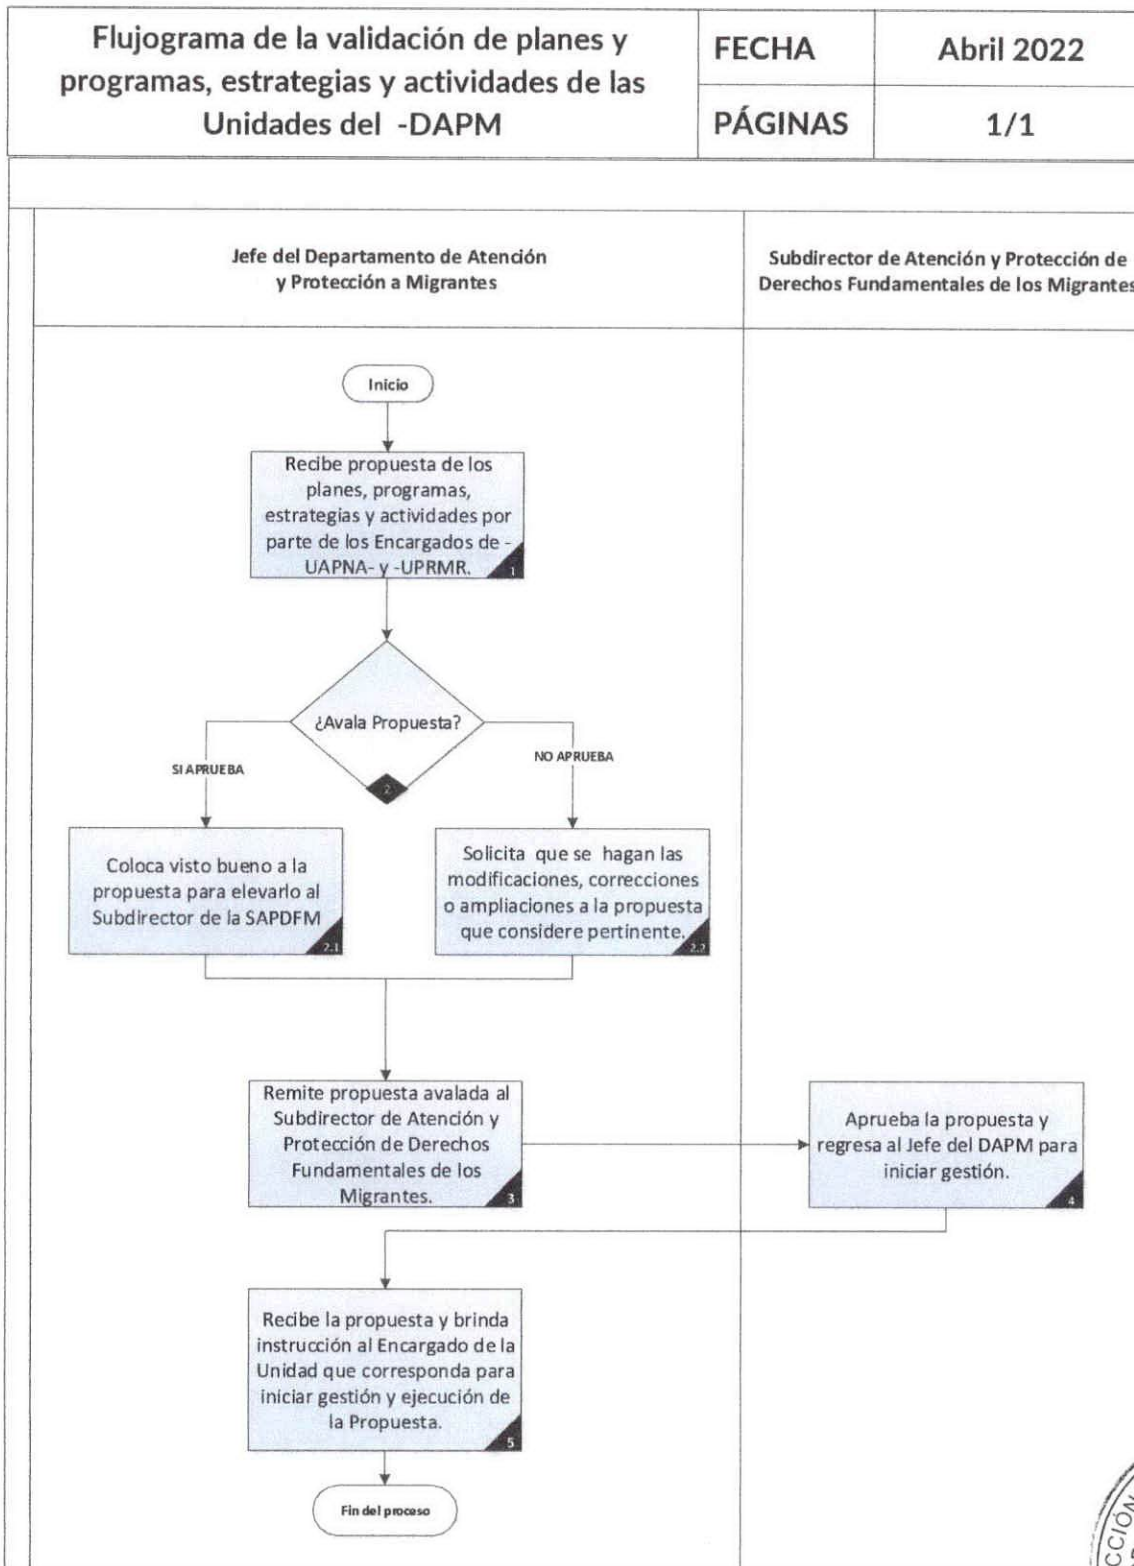 Flujograma de la validación de planes y
programas, estrategias y actividades de las
Unidades del -DAPM
FECHA
Abril 2022
PÁGINAS
1/1
Jefe del Departamento de Atención
y Protección a Migrantes
Subdirector de Atención y Protección de
Derechos Fundamentales de los Migrantes
Inicio
Recibe propuesta de los
planes, programas,
estrategias y actividades por
parte de los Encargados de -
UAPNA- y -UPRMR.
1
¿Avala Propuesta?
2
SI APRUEBA
NO APRUEBA
Coloca visto bueno a la
propuesta para elevarlo al
Subdirector de la SAPDFM
2.1
Solicita que se hagan las
modificaciones, correcciones
o ampliaciones a la propuesta
que considere pertinente.
2.2
Remite propuesta avalada al
Subdirector de Atención y
Protección de Derechos
Fundamentales de los
Migrantes.
3
Aprueba la propuesta y
regresa al Jefe del DAPM para
iniciar gestión.
4
Recibe la propuesta y brinda
instrucción al Encargado de la
Unidad que corresponda para
iniciar gestión y ejecución de
la Propuesta.
5
Fin del proceso